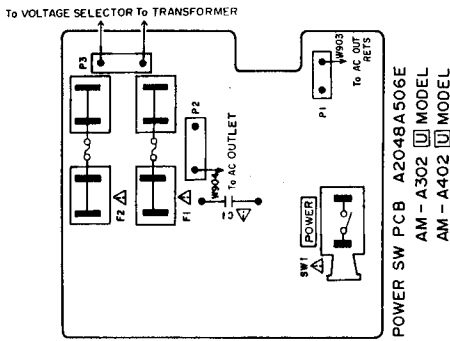 To VOLTAGE SELECTOR To TRANSFORMER
P3
P2
W904
To AC OUTLET
F2
F1
C1
W903
To AC OUT
RETS
P1
POWER
SW1
POWER SW PCB A2048A506E
AM-A302 U MODEL
AM-A402 U MODEL